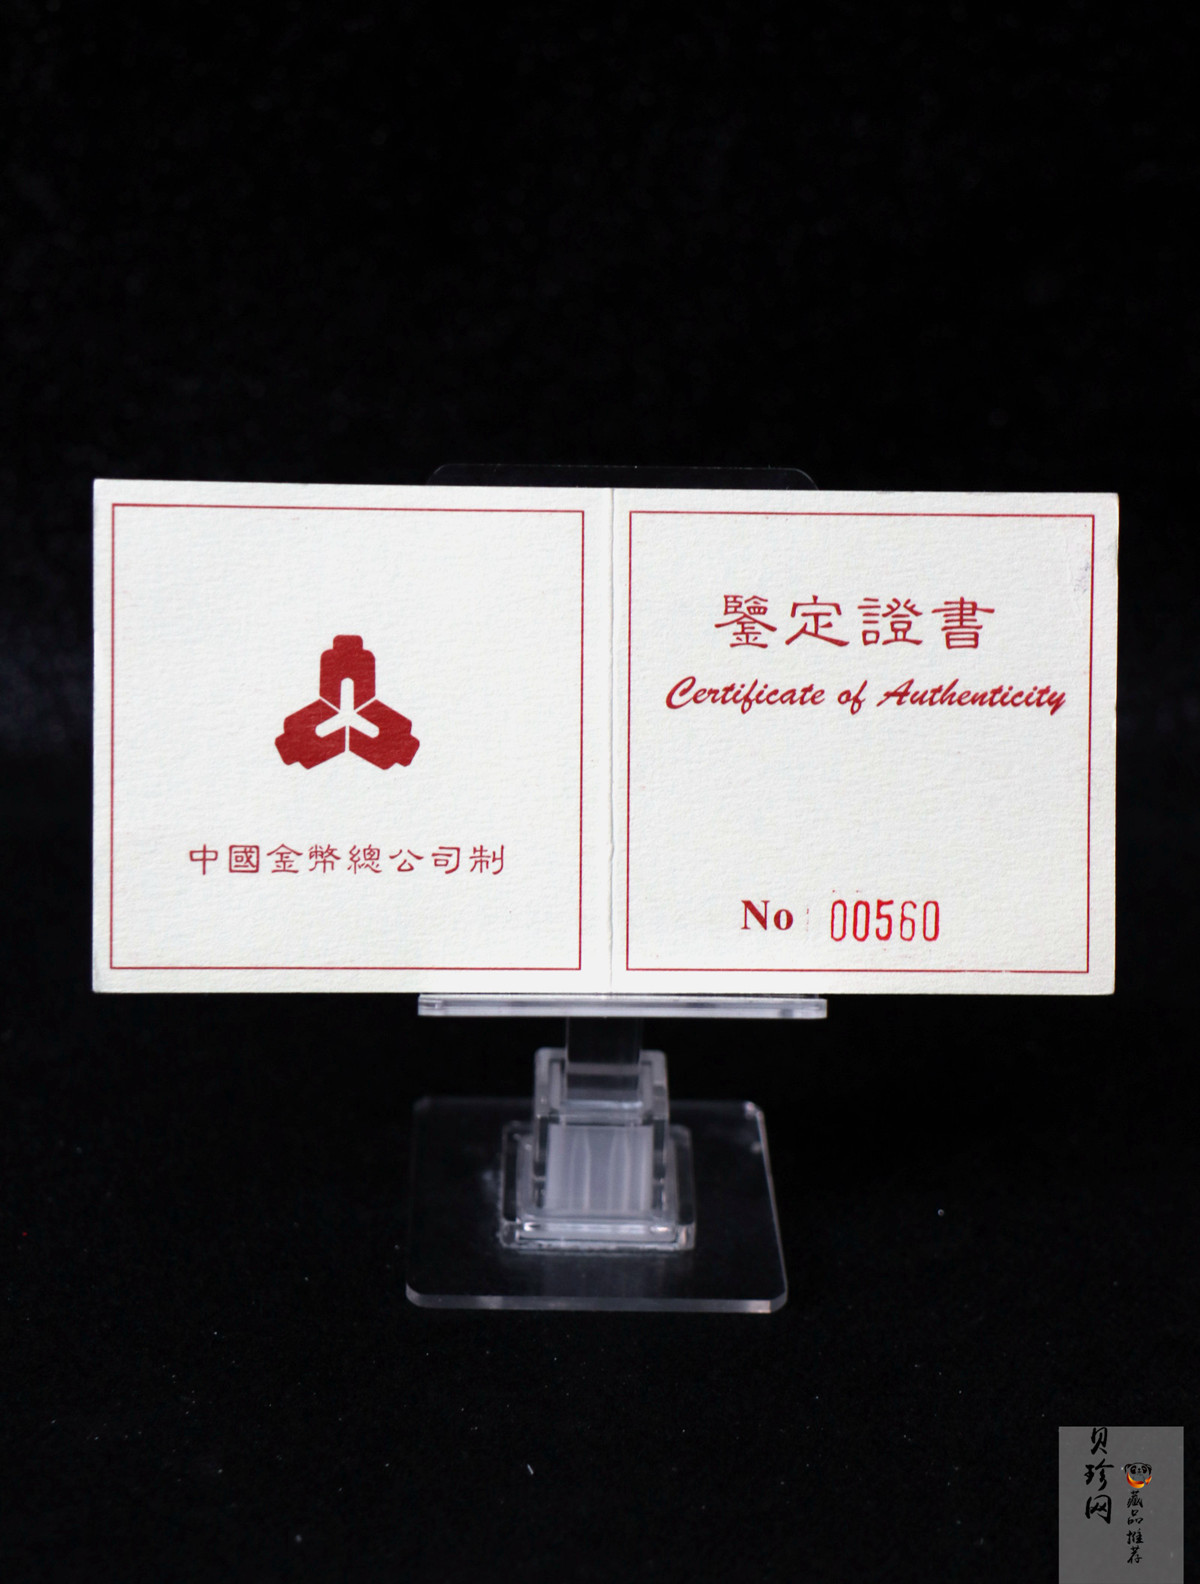 中國金幣總公司制
鑒定證書
Certificate of Authenticity
No 00560
贝珍网
藏品推荐